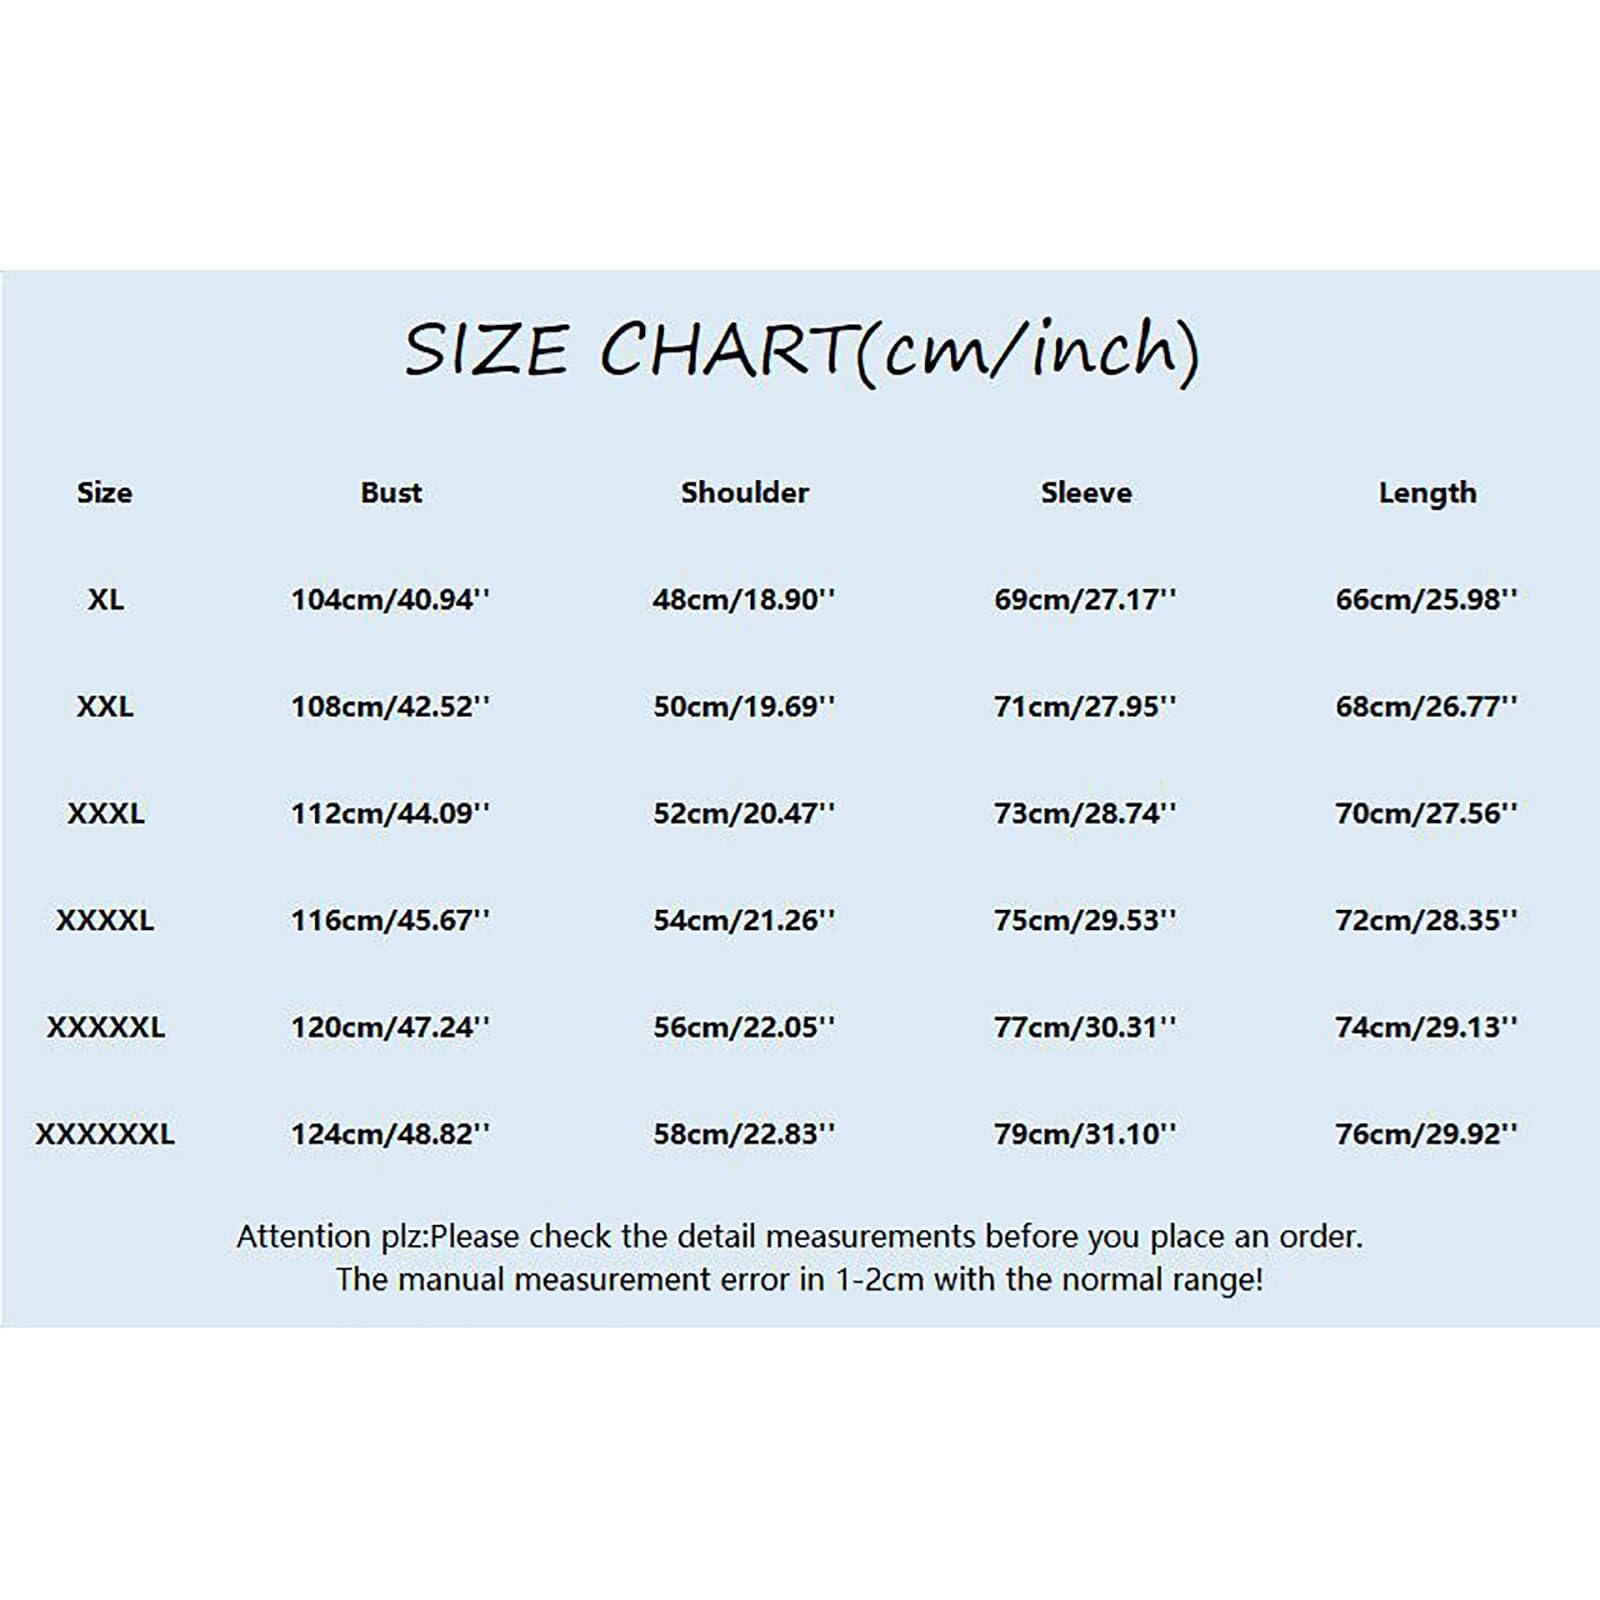 SIZE CHART(cm/inch)
Size Bust Shoulder Sleeve Length
XL 104cm/40.94'' 48cm/18.90'' 69cm/27.17'' 66cm/25.98''
XXL 108cm/42.52'' 50cm/19.69'' 71cm/27.95'' 68cm/26.77''
XXXL 112cm/44.09'' 52cm/20.47'' 73cm/28.74'' 70cm/27.56''
XXXXL 116cm/45.67'' 54cm/21.26'' 75cm/29.53'' 72cm/28.35''
XXXXXL 120cm/47.24'' 56cm/22.05'' 77cm/30.31'' 74cm/29.13''
XXXXXXL 124cm/48.82'' 58cm/22.83'' 79cm/31.10'' 76cm/29.92''
Attention plz:Please check the detail measurements before you place an order.
The manual measurement error in 1-2cm with the normal range!